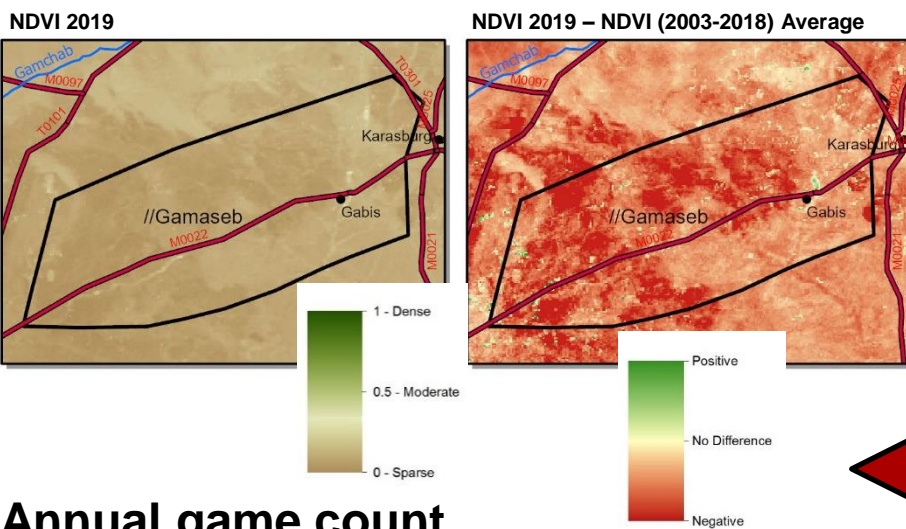 NDVI 2019
Gamchab
M0097
T0101
T0301
Karasburg
//Gamaseb
Gabis
M0022
M0021
1 - Dense
0.5 - Moderate
0 - Sparse
NDVI 2019 – NDVI (2003-2018) Average
Gamchab
M0097
Karasburg
//Gamaseb
Gabis
M0022
M0021
Positive
No Difference
Negative
Annual game count